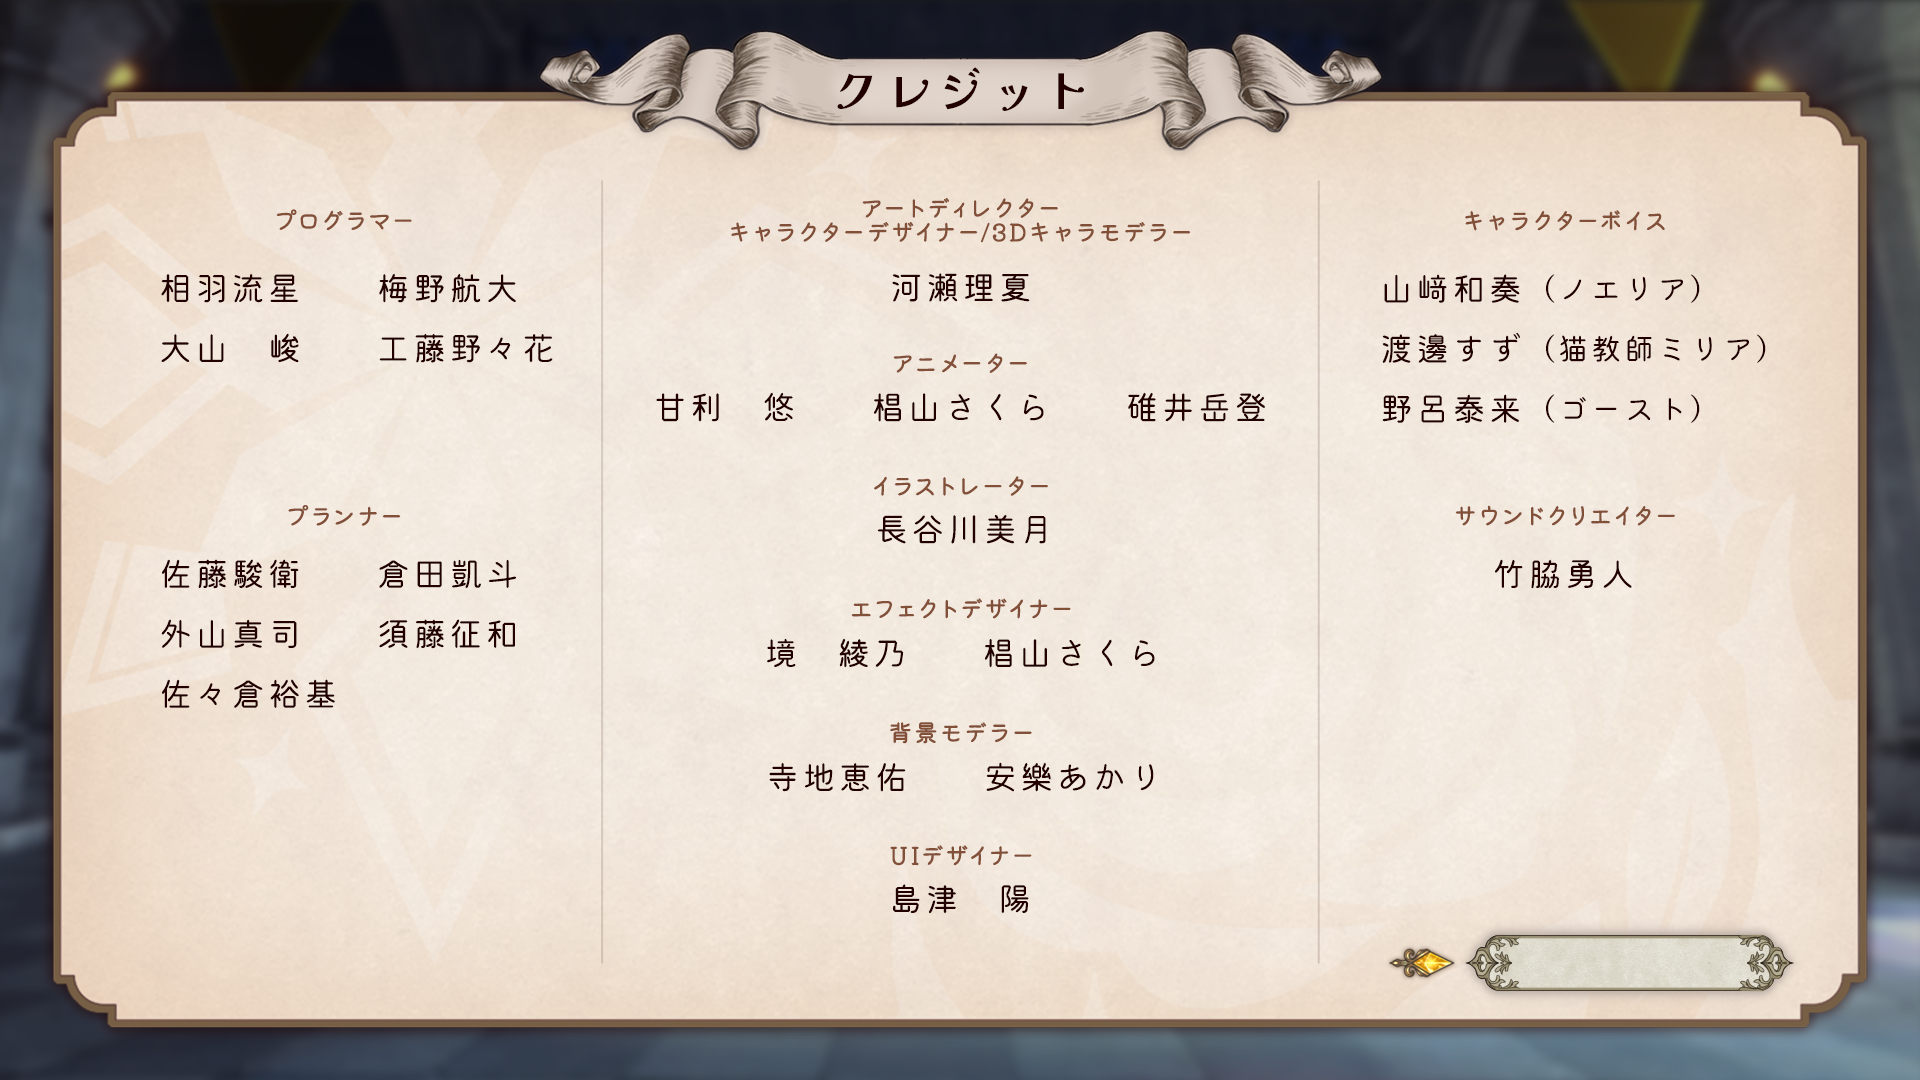 クレジット
プログラマー
相羽流星　　梅野航大
大山　峻　　工藤野々花
プランナー
佐藤駿衛　　倉田凱斗
外山真司　　須藤征和
佐々倉裕基
アートディレクター
キャラクターデザイナー/3Dキャラモデラー
河瀬理夏
アニメーター
甘利　悠　　椙山さくら　　碓井岳登
イラストレーター
長谷川美月
エフェクトデザイナー
境　綾乃　　椙山さくら
背景モデラー
寺地恵佑　　安樂あかり
UIデザイナー
島津　陽
キャラクターボイス
山﨑和奏（ノエリア）
渡邊すず（猫教師ミリア）
野呂泰来（ゴースト）
サウンドクリエイター
竹脇勇人